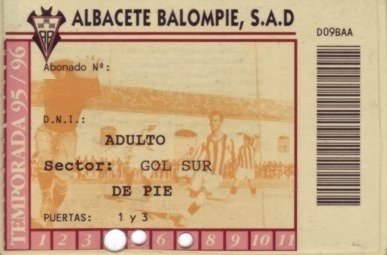 ALBACETE BALOMPIE, S.A.D
D09BAA
TEMPORADA 95/96
Abonado Nº:
D.N.I.:
ADULTO
Sector: GOL SUR
DE PIE
PUERTAS: 1 y 3
1 2 3 6 8 9 10 11